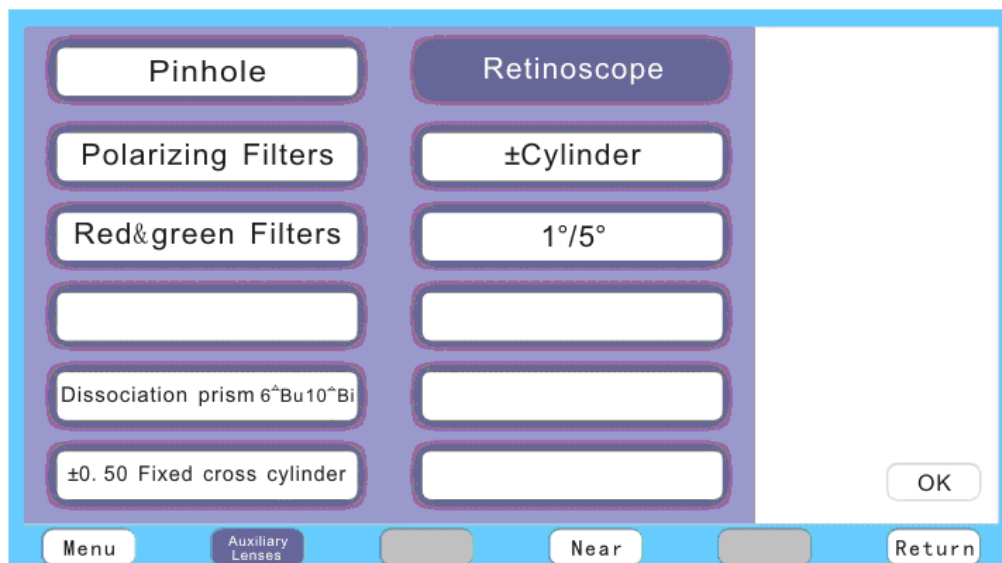 Pinhole
Retinoscope
Polarizing Filters
±Cylinder
Red&green Filters
1°/5°
Dissociation prism 6△Bu10△Bi
±0.50 Fixed cross cylinder
OK
Menu
Auxiliary
Lenses
Near
Return